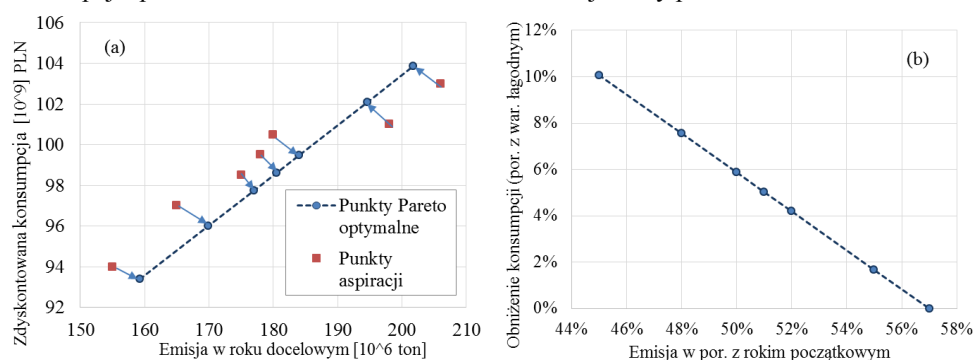 Zdyskontowana konsumpcja [10^9] PLN
106
104
102
100
98
96
94
92
(a)
Punkty Pareto
optymalne
Punkty
aspiracji
150 160 170 180 190 200 210
Emisja w roku docelowym [10^6 ton]
Obniżenie konsumpcji (por. z war. łagodnym)
12%
10%
8%
6%
4%
2%
0%
(b)
44% 46% 48% 50% 52% 54% 56% 58%
Emisja w por. z rokim początkowym